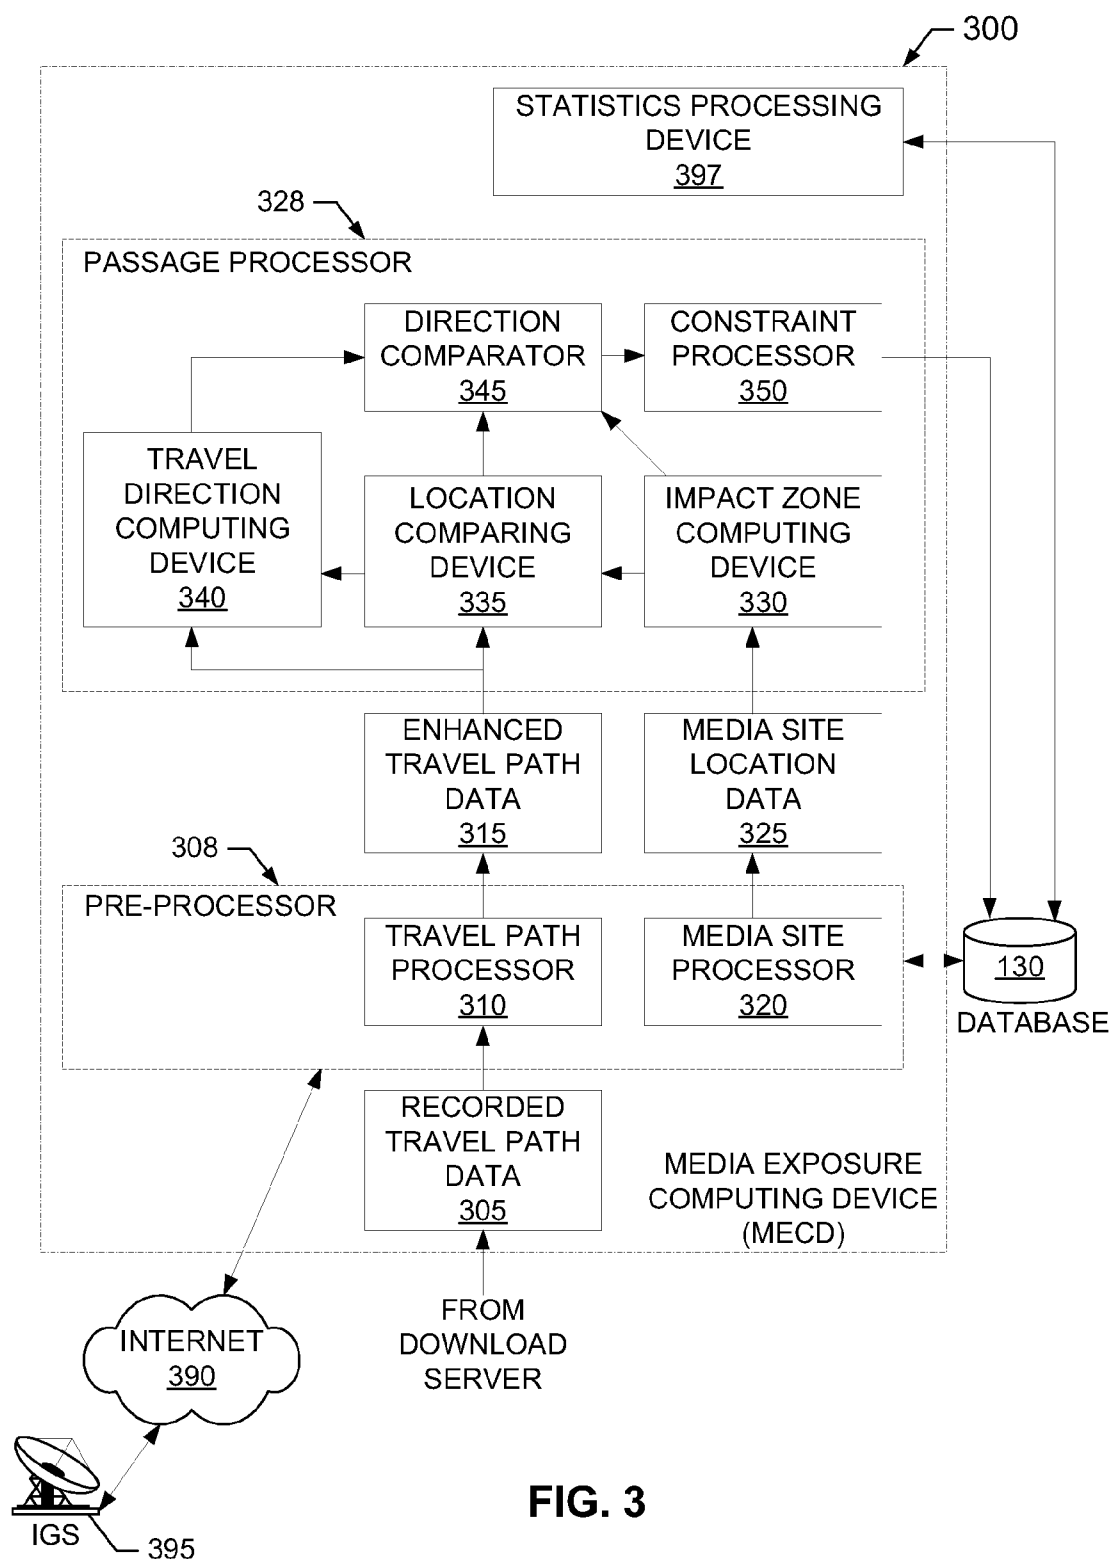 300
STATISTICS PROCESSING
DEVICE
397
328
PASSAGE PROCESSOR
DIRECTION
COMPARATOR
345
CONSTRAINT
PROCESSOR
350
TRAVEL
DIRECTION
COMPUTING
DEVICE
340
LOCATION
COMPARING
DEVICE
335
IMPACT ZONE
COMPUTING
DEVICE
330
ENHANCED
TRAVEL PATH
DATA
315
MEDIA SITE
LOCATION
DATA
325
308
PRE-PROCESSOR
TRAVEL PATH
PROCESSOR
310
MEDIA SITE
PROCESSOR
320
130
DATABASE
RECORDED
TRAVEL PATH
DATA
305
MEDIA EXPOSURE
COMPUTING DEVICE
(MECD)
FROM
DOWNLOAD
SERVER
INTERNET
390
IGS
395
FIG. 3